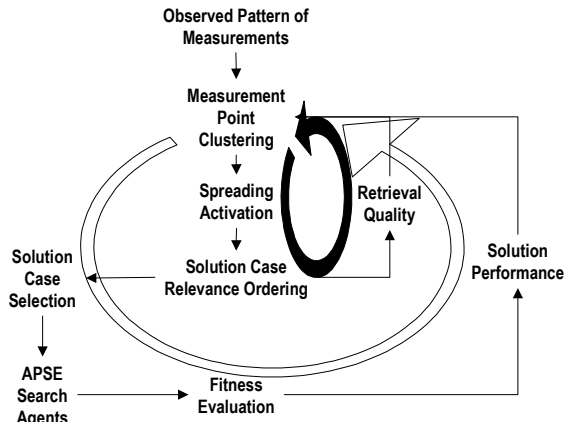 Observed Pattern of
Measurements
Measurement
Point
Clustering
Spreading
Activation
Retrieval
Quality
Solution Case
Relevance Ordering
Solution
Case
Selection
Solution
Performance
APSE
Search
Agents
Fitness
Evaluation